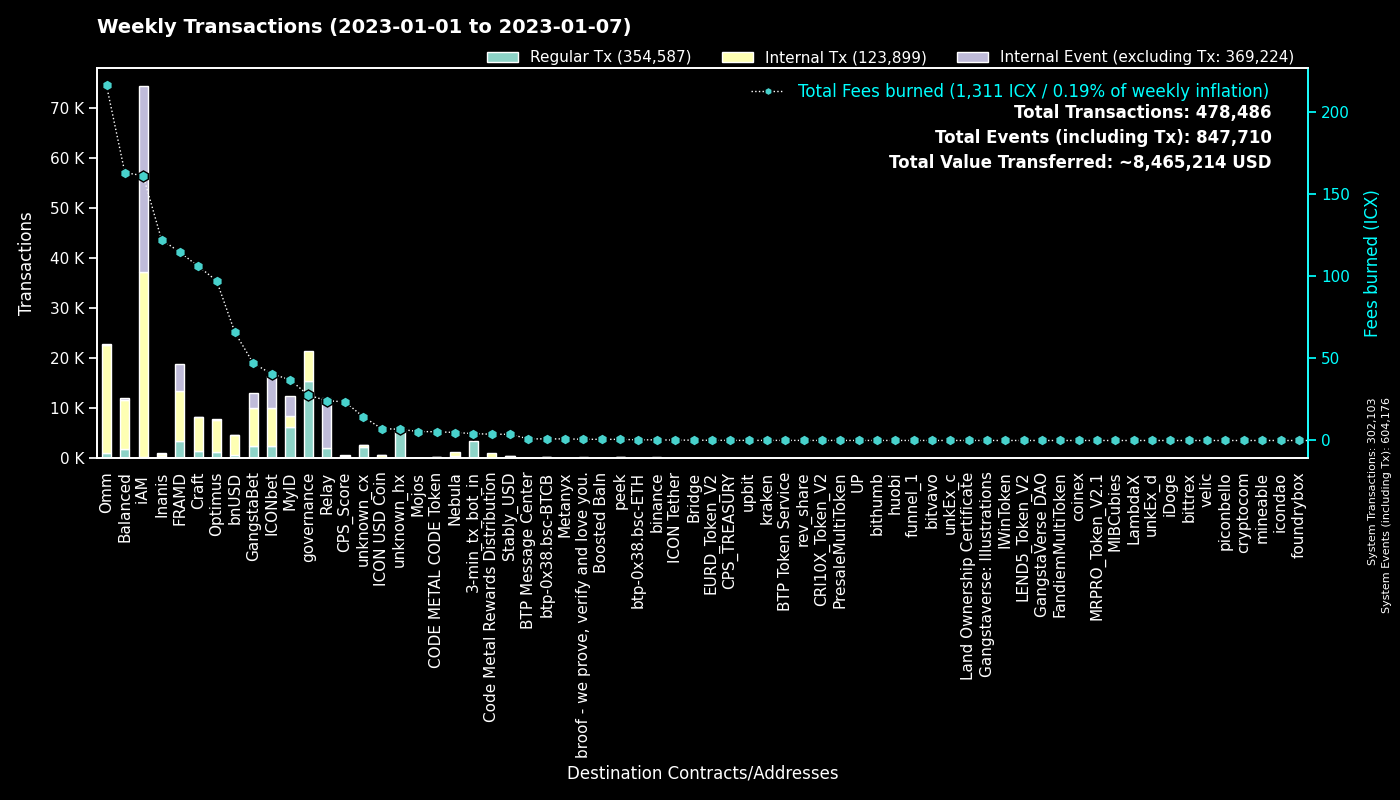 Weekly Transactions (2023-01-01 to 2023-01-07)
Regular Tx (354,587)
Internal Tx (123,899)
Internal Event (excluding Tx: 369,224)
Total Fees burned (1,311 ICX / 0.19% of weekly inflation)
Total Transactions: 478,486
Total Events (including Tx): 847,710
Total Value Transferred: ~8,465,214 USD
Transactions
70 K
60 K
50 K
40 K
30 K
20 K
10 K
0 K
200
150
100
50
0
Fees burned (ICX)
System Transactions: 302,103
System Events (including Tx): 604,176
Omm
Balanced
iAM
Inanis
FRAMD
Craft
Optimus
bnUSD
GangstaBet
ICONbet
MyID
governance
Relay
CPS_Score
unknown_cx
ICON USD Coin
unknown_hx
Mojos
CODE METAL CODE Token
Nebula
3-min_tx_bot_in
Code Metal Rewards Distribution
Stably_USD
BTP Message Center
btp-0x38.bsc-BTCB
Metanyx
broof - we prove, verify and love you.
Boosted Baln
peek
btp-0x38.bsc-ETH
binance
ICON Tether
Bridge
EURD_Token_V2
CPS_TREASURY
upbit
kraken
BTP Token Service
rev_share
CRI10X_Token_V2
PresaleMultiToken
UP
bithumb
huobi
funnel_1
bitvavo
unkEx_c
Land Ownership Certificate
Gangstaverse: Illustrations
IWinToken
LEND5_Token_V2
GangstaVerse DAO
FandiemMultiToken
coinex
MRPRO_Token_V2.1
MIBCubies
LambdaX
unkEx_d
iDoge
bittrex
velic
piconbello
cryptocom
mineable
icondao
foundrybox
Destination Contracts/Addresses